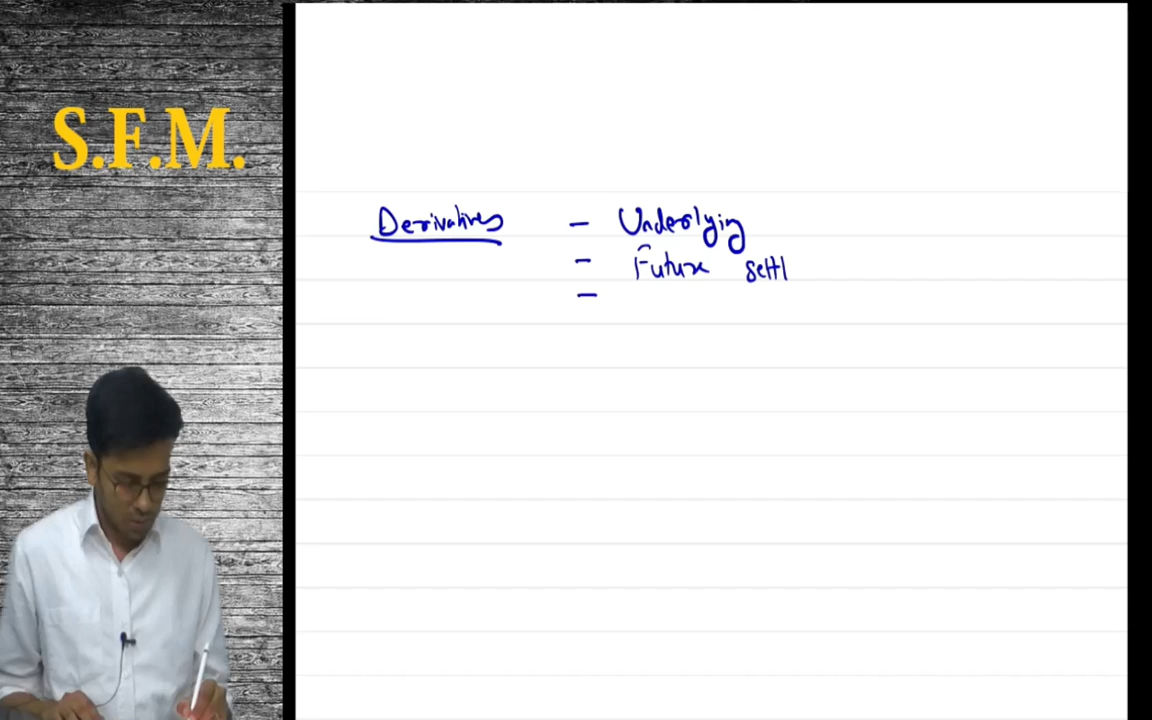 S.F.M.
Derivatives - Underlying
- Future settl
-